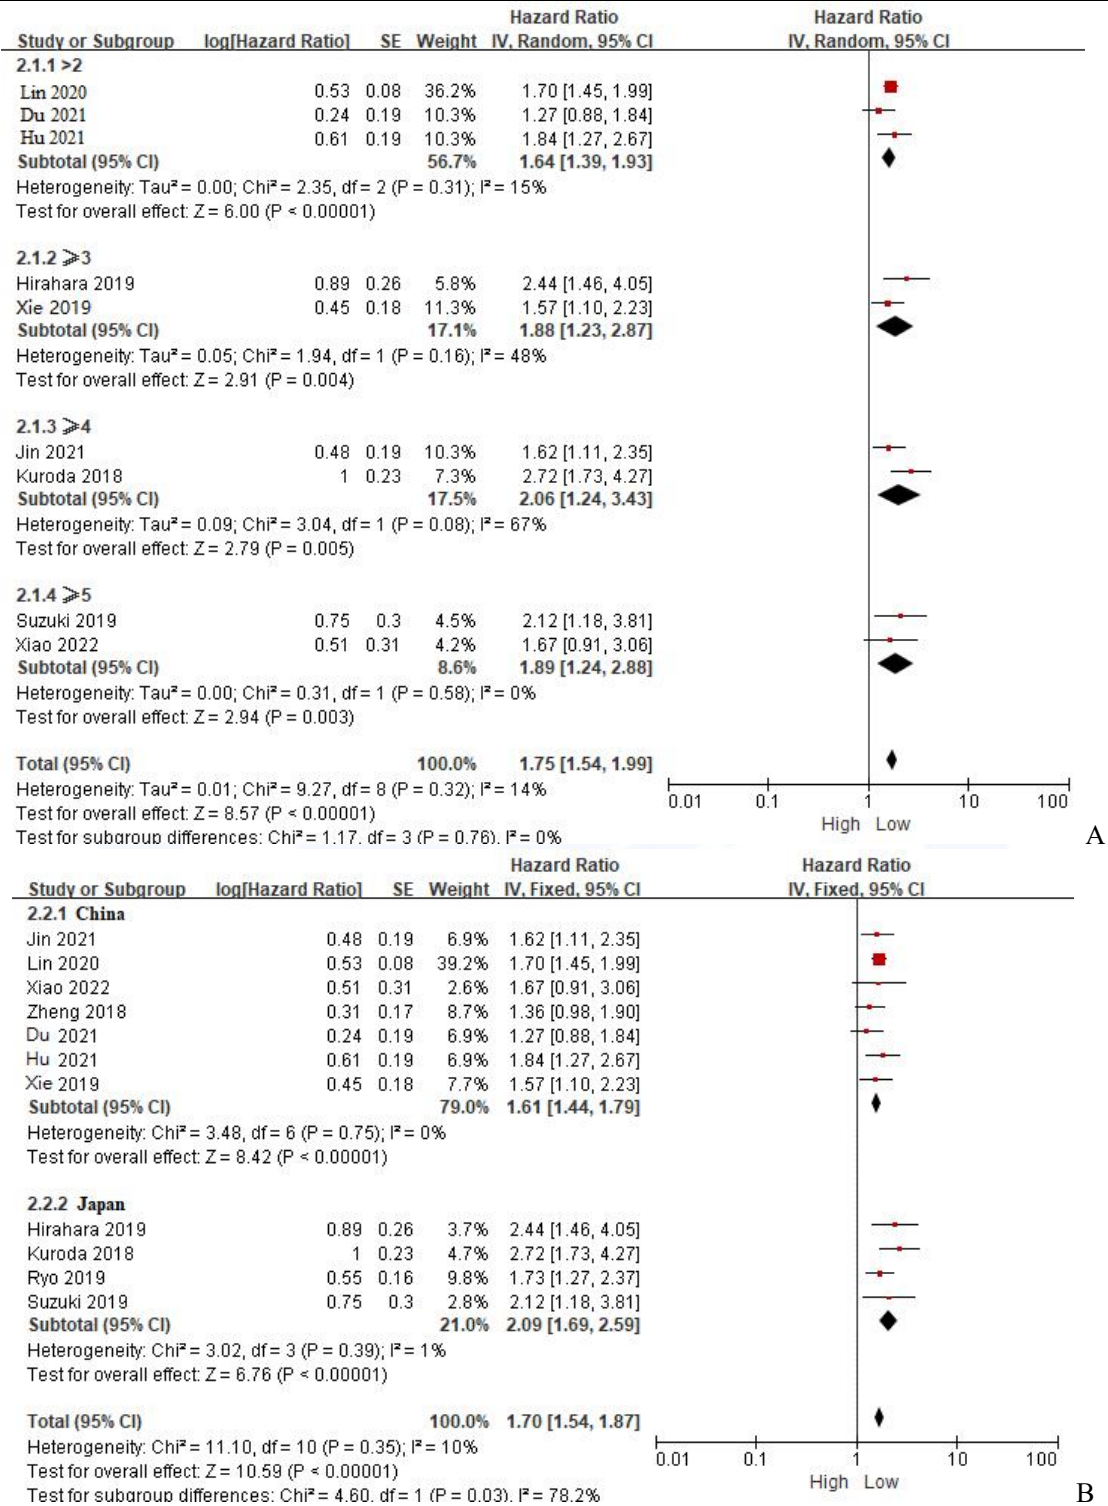 Hazard Ratio Hazard Ratio
Study or Subgroup log[Hazard Ratio] SE Weight IV, Random, 95% CI IV, Random, 95% CI
2.1.1 >2
Lin 2020 0.53 0.08 36.2% 1.70 [1.45, 1.99]
Du 2021 0.24 0.19 10.3% 1.27 [0.88, 1.84]
Hu 2021 0.61 0.19 10.3% 1.84 [1.27, 2.67]
Subtotal (95% CI) 56.7% 1.64 [1.39, 1.93]
Heterogeneity: Tau² = 0.00; Chi² = 2.35, df = 2 (P = 0.31); I² = 15%
Test for overall effect: Z = 6.00 (P < 0.00001)
2.1.2 ⩾3
Hirahara 2019 0.89 0.26 5.8% 2.44 [1.46, 4.05]
Xie 2019 0.45 0.18 11.3% 1.57 [1.10, 2.23]
Subtotal (95% CI) 17.1% 1.88 [1.23, 2.87]
Heterogeneity: Tau² = 0.05; Chi² = 1.94, df = 1 (P = 0.16); I² = 48%
Test for overall effect: Z = 2.91 (P = 0.004)
2.1.3 ⩾4
Jin 2021 0.48 0.19 10.3% 1.62 [1.11, 2.35]
Kuroda 2018 1 0.23 7.3% 2.72 [1.73, 4.27]
Subtotal (95% CI) 17.5% 2.06 [1.24, 3.43]
Heterogeneity: Tau² = 0.09; Chi² = 3.04, df = 1 (P = 0.08); I² = 67%
Test for overall effect: Z = 2.79 (P = 0.005)
2.1.4 ⩾5
Suzuki 2019 0.75 0.3 4.5% 2.12 [1.18, 3.81]
Xiao 2022 0.51 0.31 4.2% 1.67 [0.91, 3.06]
Subtotal (95% CI) 8.6% 1.89 [1.24, 2.88]
Heterogeneity: Tau² = 0.00; Chi² = 0.31, df = 1 (P = 0.58); I² = 0%
Test for overall effect: Z = 2.94 (P = 0.003)
Total (95% CI) 100.0% 1.75 [1.54, 1.99]
Heterogeneity: Tau² = 0.01; Chi² = 9.27, df = 8 (P = 0.32); I² = 14%
0.01 0.1 1 10 100
Test for overall effect: Z = 8.57 (P < 0.00001)
High Low
Test for subgroup differences: Chi² = 1.17, df = 3 (P = 0.76), I² = 0%
A
Hazard Ratio Hazard Ratio
Study or Subgroup log[Hazard Ratio] SE Weight IV, Fixed, 95% CI IV, Fixed, 95% CI
2.2.1 China
Jin 2021 0.48 0.19 6.9% 1.62 [1.11, 2.35]
Lin 2020 0.53 0.08 39.2% 1.70 [1.45, 1.99]
Xiao 2022 0.51 0.31 2.6% 1.67 [0.91, 3.06]
Zheng 2018 0.31 0.17 8.7% 1.36 [0.98, 1.90]
Du 2021 0.24 0.19 6.9% 1.27 [0.88, 1.84]
Hu 2021 0.61 0.19 6.9% 1.84 [1.27, 2.67]
Xie 2019 0.45 0.18 7.7% 1.57 [1.10, 2.23]
Subtotal (95% CI) 79.0% 1.61 [1.44, 1.79]
Heterogeneity: Chi² = 3.48, df = 6 (P = 0.75); I² = 0%
Test for overall effect: Z = 8.42 (P < 0.00001)
2.2.2 Japan
Hirahara 2019 0.89 0.26 3.7% 2.44 [1.46, 4.05]
Kuroda 2018 1 0.23 4.7% 2.72 [1.73, 4.27]
Ryo 2019 0.55 0.16 9.8% 1.73 [1.27, 2.37]
Suzuki 2019 0.75 0.3 2.8% 2.12 [1.18, 3.81]
Subtotal (95% CI) 21.0% 2.09 [1.69, 2.59]
Heterogeneity: Chi² = 3.02, df = 3 (P = 0.39); I² = 1%
Test for overall effect: Z = 6.76 (P < 0.00001)
Total (95% CI) 100.0% 1.70 [1.54, 1.87]
Heterogeneity: Chi² = 11.10, df = 10 (P = 0.35); I² = 10%
0.01 0.1 1 10 100
Test for overall effect: Z = 10.59 (P < 0.00001)
High Low
Test for subgroup differences: Chi² = 4.60, df = 1 (P = 0.03), I² = 78.2%
B